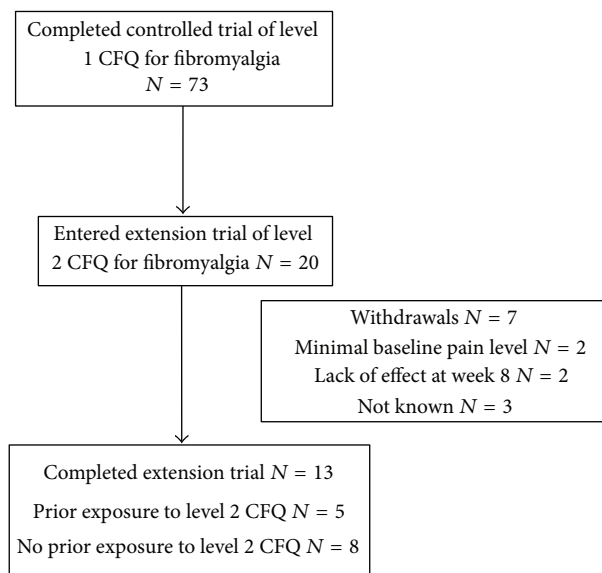 Completed controlled trial of level
1 CFQ for fibromyalgia
N = 73
Entered extension trial of level
2 CFQ for fibromyalgia N = 20
Withdrawals N = 7
Minimal baseline pain level N = 2
Lack of effect at week 8 N = 2
Not known N = 3
Completed extension trial N = 13
Prior exposure to level 2 CFQ N = 5
No prior exposure to level 2 CFQ N = 8